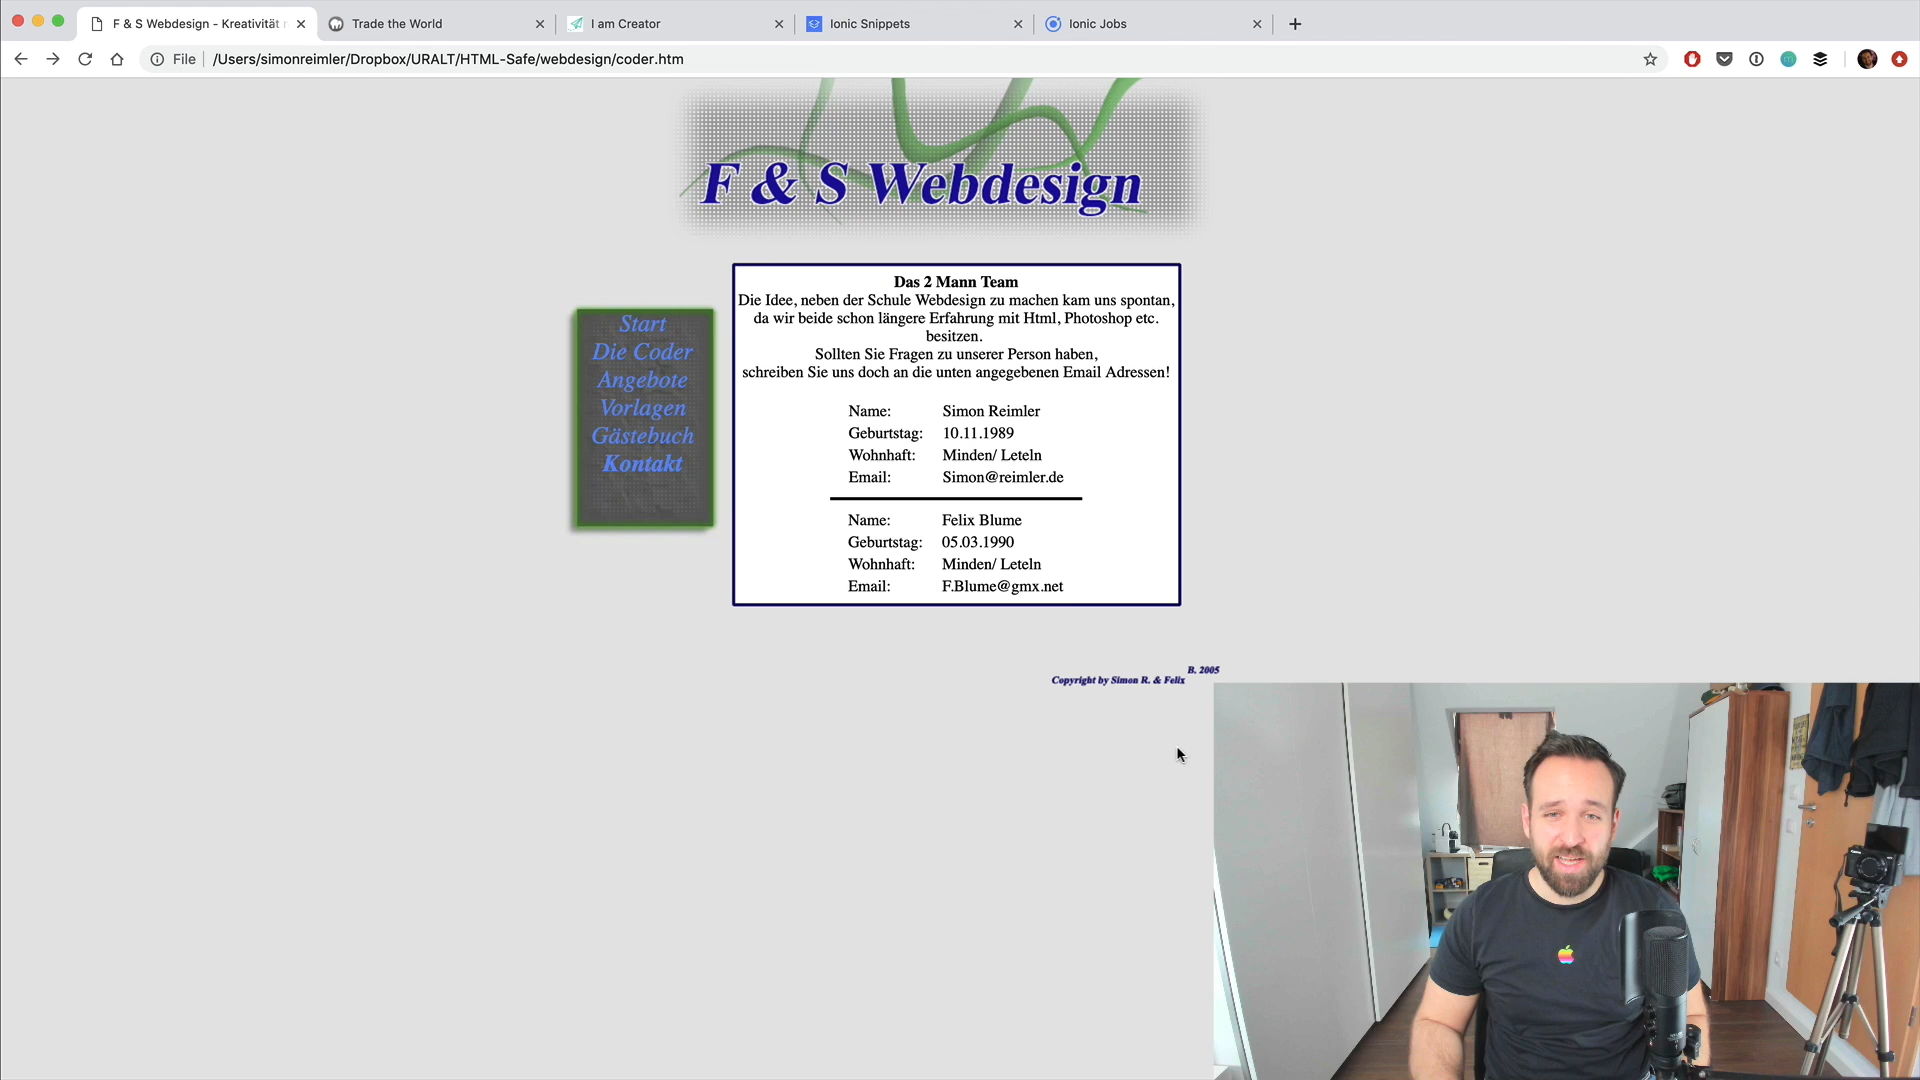 F & S Webdesign - Kreativität
Trade the World
I am Creator
Ionic Snippets
Ionic Jobs
File
/Users/simonreimler/Dropbox/URALT/HTML-Safe/webdesign/coder.htm
F & S Webdesign
Start
Die Coder
Angebote
Vorlagen
Gästebuch
Kontakt
Das 2 Mann Team
Die Idee, neben der Schule Webdesign zu machen kam uns spontan,
da wir beide schon längere Erfahrung mit Html, Photoshop etc.
besitzen.
Sollten Sie Fragen zu unserer Person haben,
schreiben Sie uns doch an die unten angegebenen Email Adressen!
Name: Simon Reimler
Geburtstag: 10.11.1989
Wohnhaft: Minden/ Leteln
Email: Simon@reimler.de
Name: Felix Blume
Geburtstag: 05.03.1990
Wohnhaft: Minden/ Leteln
Email: F.Blume@gmx.net
Copyright by Simon R. & Felix
B. 2005